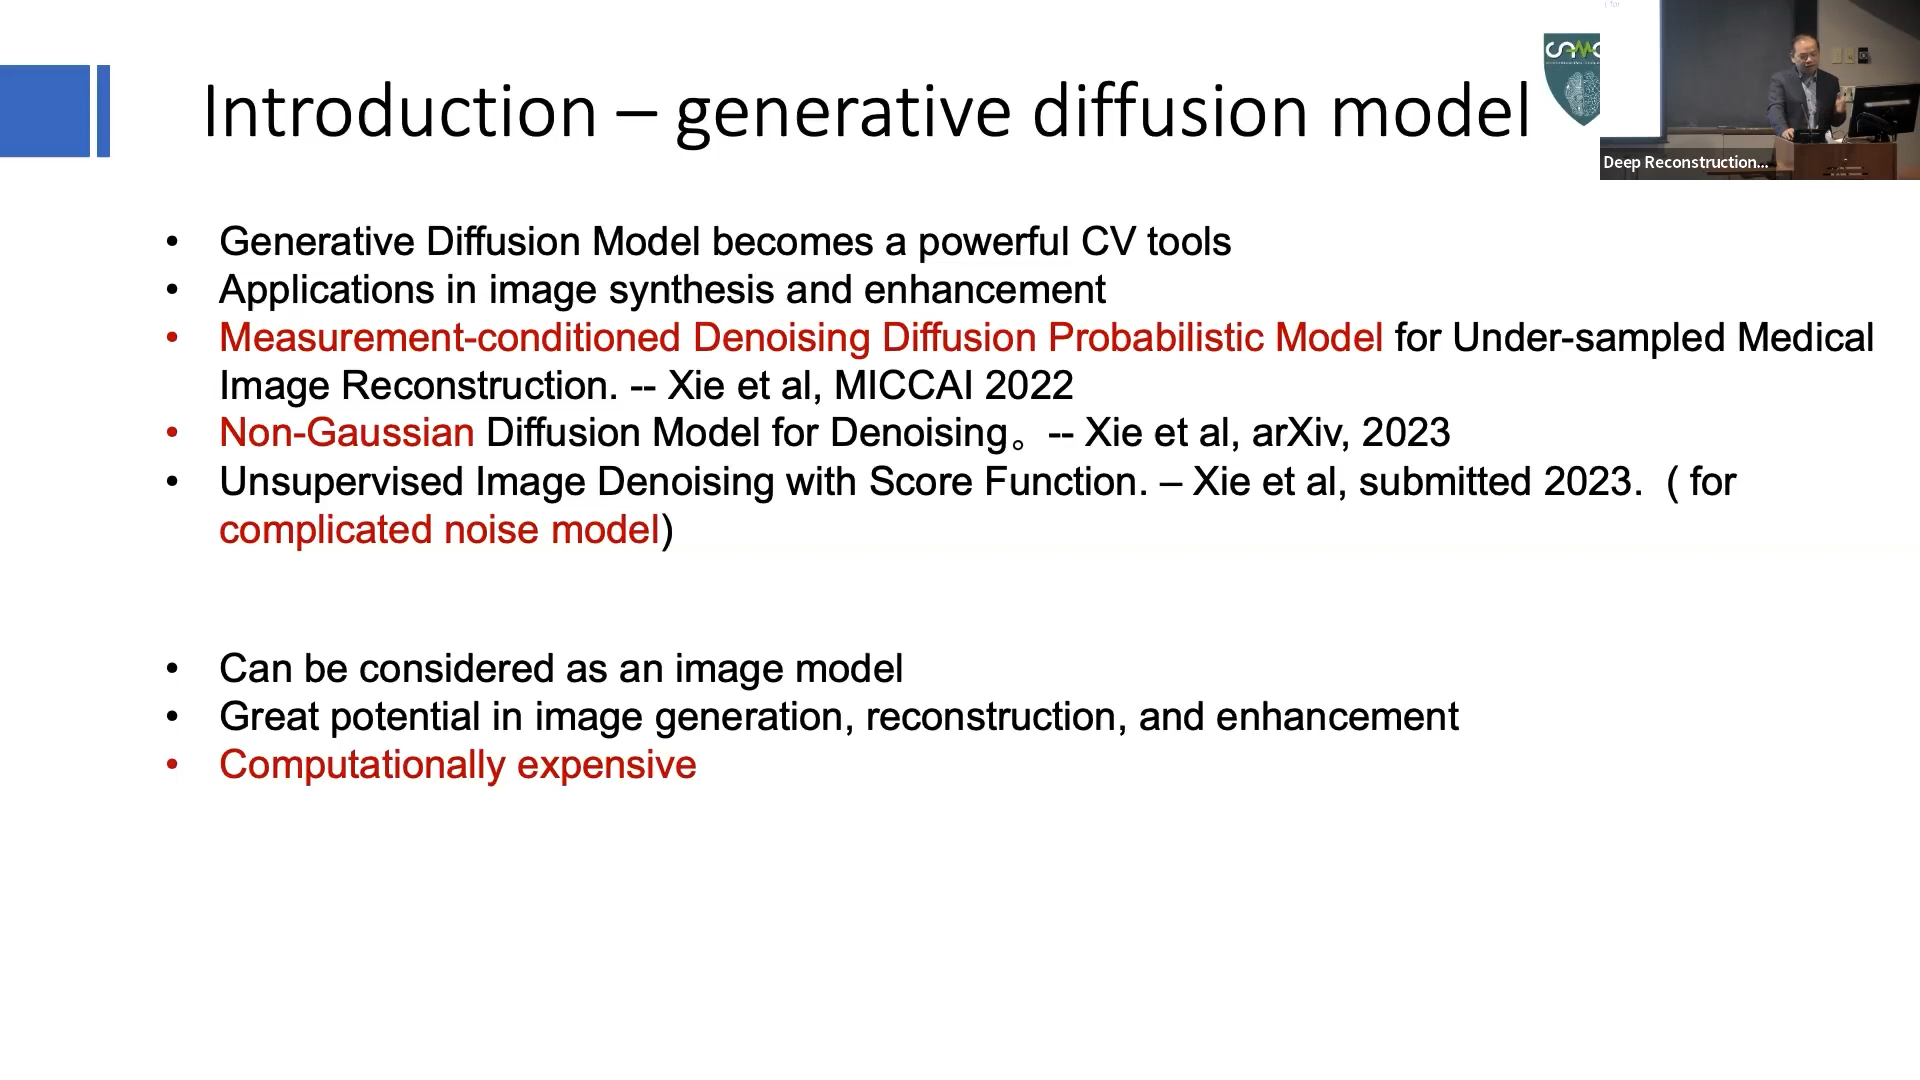 Introduction – generative diffusion model
Deep Reconstruction...
• Generative Diffusion Model becomes a powerful CV tools
• Applications in image synthesis and enhancement
• Measurement-conditioned Denoising Diffusion Probabilistic Model for Under-sampled Medical
Image Reconstruction. -- Xie et al, MICCAI 2022
• Non-Gaussian Diffusion Model for Denoising。-- Xie et al, arXiv, 2023
• Unsupervised Image Denoising with Score Function. – Xie et al, submitted 2023. ( for
complicated noise model)
• Can be considered as an image model
• Great potential in image generation, reconstruction, and enhancement
• Computationally expensive